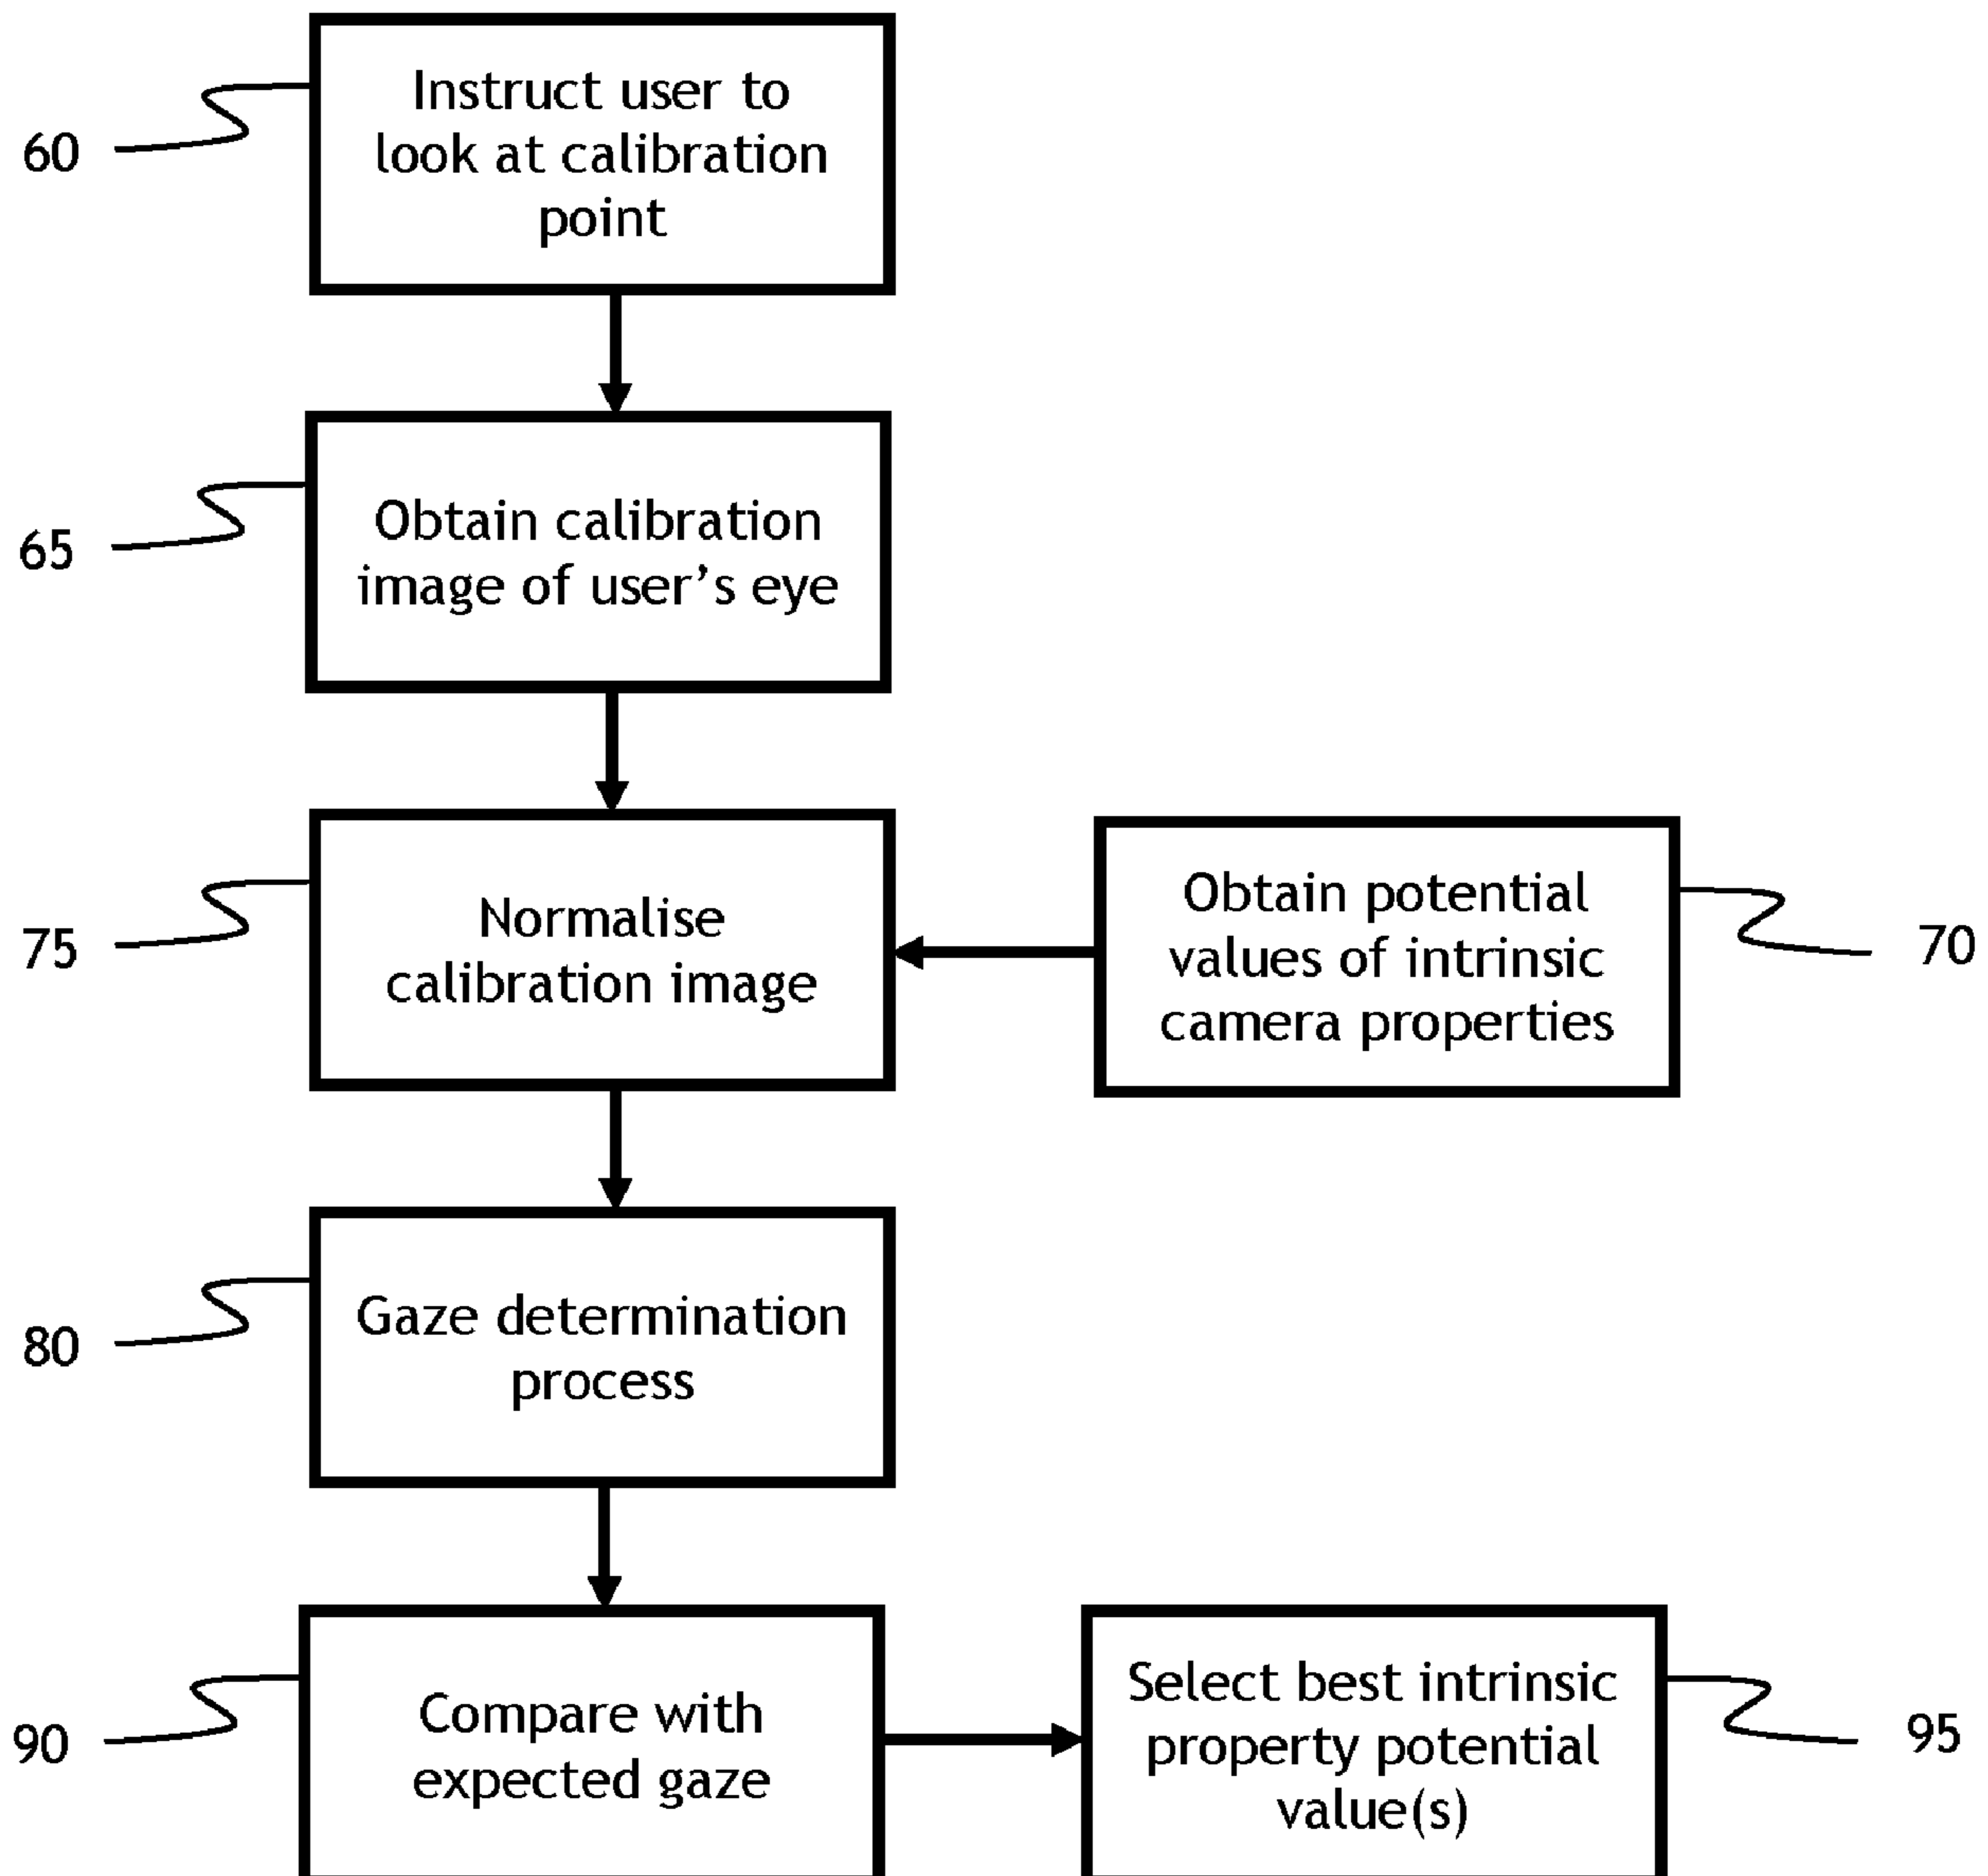 60
Instruct user to
look at calibration
point
65
Obtain calibration
image of user's eye
75
Normalise
calibration image
Obtain potential
values of intrinsic
camera properties
70
80
Gaze determination
process
90
Compare with
expected gaze
Select best intrinsic
property potential
value(s)
95